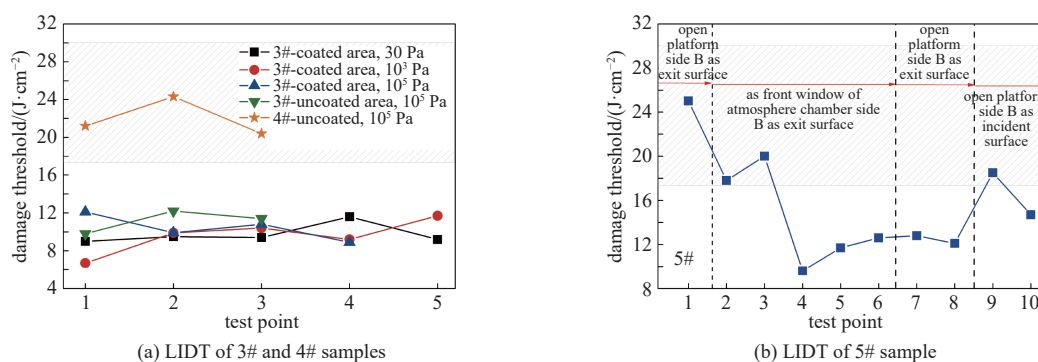 32
28
24
20
16
12
8
4
damage threshold/(J·cm⁻²)
3#-coated area, 30 Pa
3#-coated area, 10³ Pa
3#-coated area, 10⁵ Pa
3#-uncoated area, 10⁵ Pa
4#-uncoated, 10⁵ Pa
1 2 3 4 5
test point
(a) LIDT of 3# and 4# samples
32
28
24
20
16
12
8
damage threshold/(J·cm⁻²)
open
platform
side B as
exit surface
as front window of
atmosphere chamber side
B as exit surface
open
platform
side B as
exit surface
open platform
side B as
incident
surface
5#
1 2 3 4 5 6 7 8 9 10
test point
(b) LIDT of 5# sample